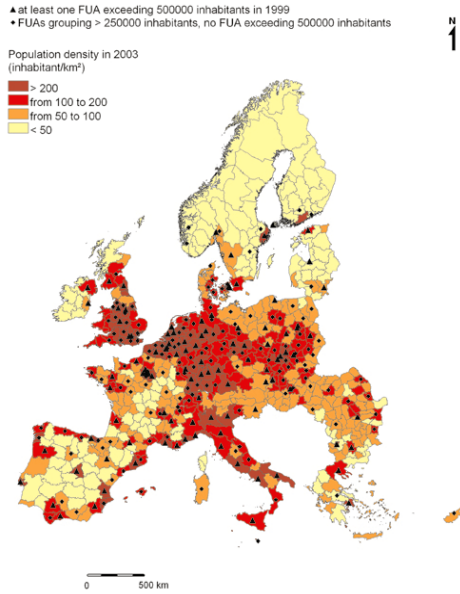 ▲ at least one FUA exceeding 500000 inhabitants in 1999
◆ FUAs grouping > 250000 inhabitants, no FUA exceeding 500000 inhabitants
N
Population density in 2003
(inhabitant/km²)
> 200
from 100 to 200
from 50 to 100
< 50
0 500 km